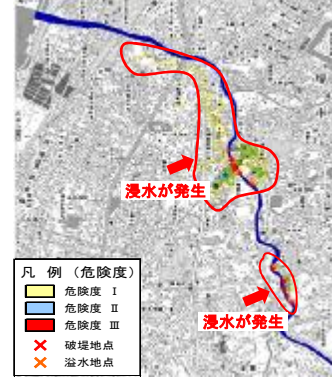 浸水が発生
浸水が発生
凡 例 (危険度)
危険度 Ⅰ
危険度 Ⅱ
危険度 Ⅲ
破堤地点
溢水地点